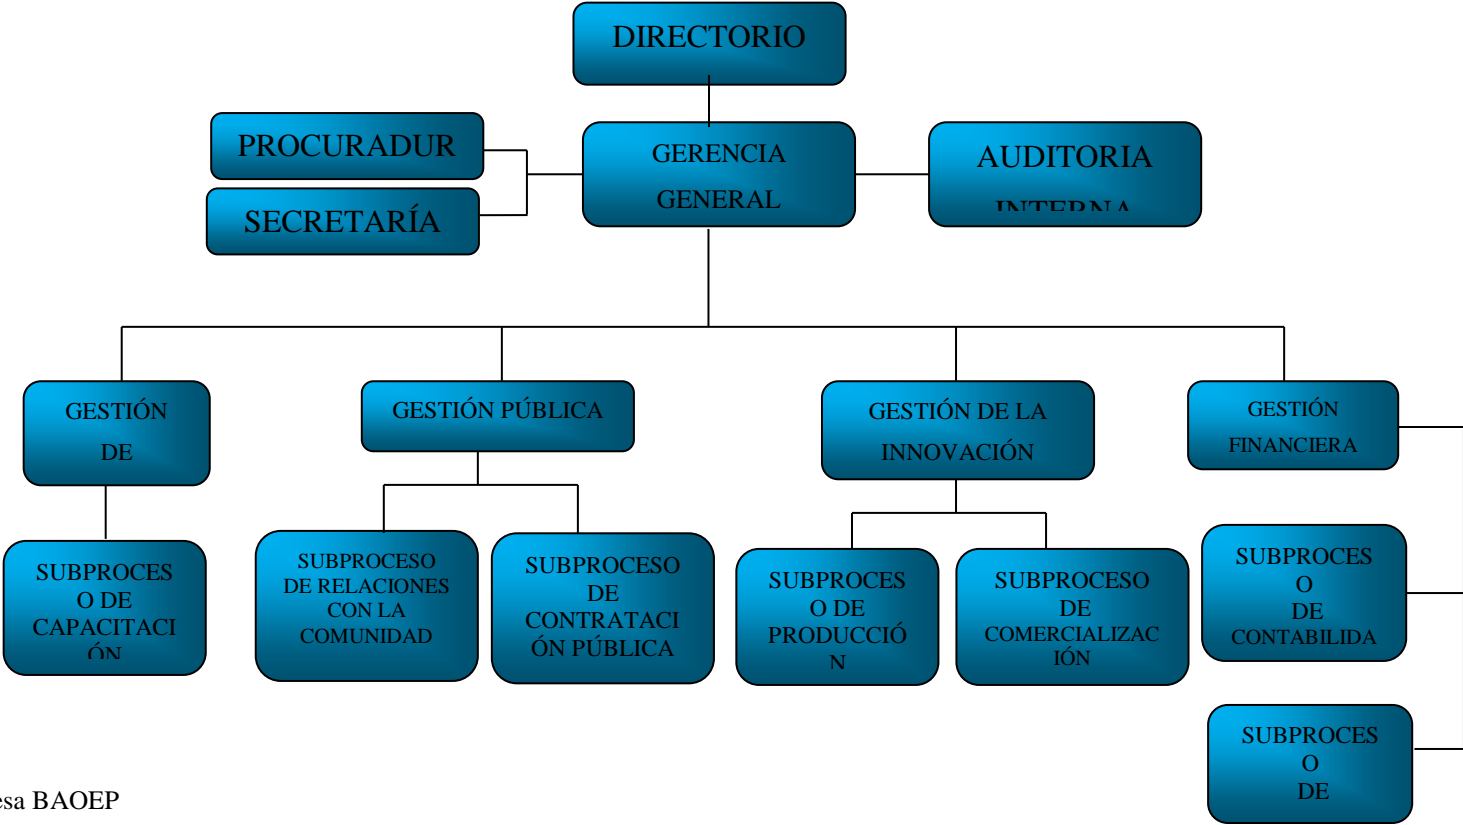 DIRECTORIO
PROCURADUR
SECRETARÍA
GERENCIA
GENERAL
AUDITORIA
INTERNA
GESTIÓN
DE
GESTIÓN PÚBLICA
GESTIÓN DE LA
INNOVACIÓN
GESTIÓN
FINANCIERA
SUBPROCES
O DE
CAPACITACI
ÓN
SUBPROCESO
DE RELACIONES
CON LA
COMUNIDAD
SUBPROCESO
DE
CONTRATACI
ÓN PÚBLICA
SUBPROCES
O DE
PRODUCCIÓ
N
SUBPROCESO
DE
COMERCIALIZAC
IÓN
SUBPROCES
O
DE
CONTABILIDA
SUBPROCES
O
DE
esa BAOEP